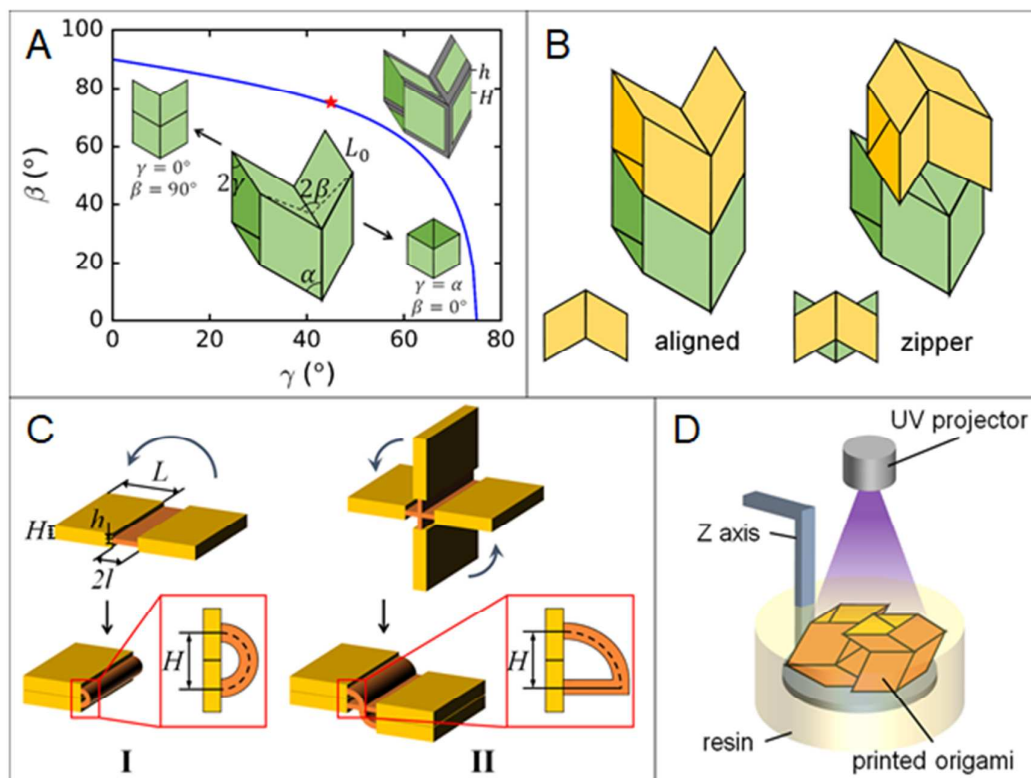 A
100
80
60
40
20
0
β (°)
0
20
40
60
80
γ (°)
γ = 0°
β = 90°
2γ
2β
L₀
α
h
H
γ = α
β = 0°
B
aligned
zipper
C
L
H
h
2l
H
H
I
II
D
UV projector
Z axis
resin
printed origami